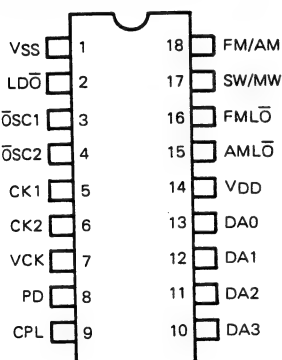 VSS 1 18 FM/AM
LDŌ 2 17 SW/MW
ŌSC1 3 16 FMLŌ
ŌSC2 4 15 AMLŌ
CK1 5 14 VDD
CK2 6 13 DA0
VCK 7 12 DA1
PD 8 11 DA2
CPL 9 10 DA3